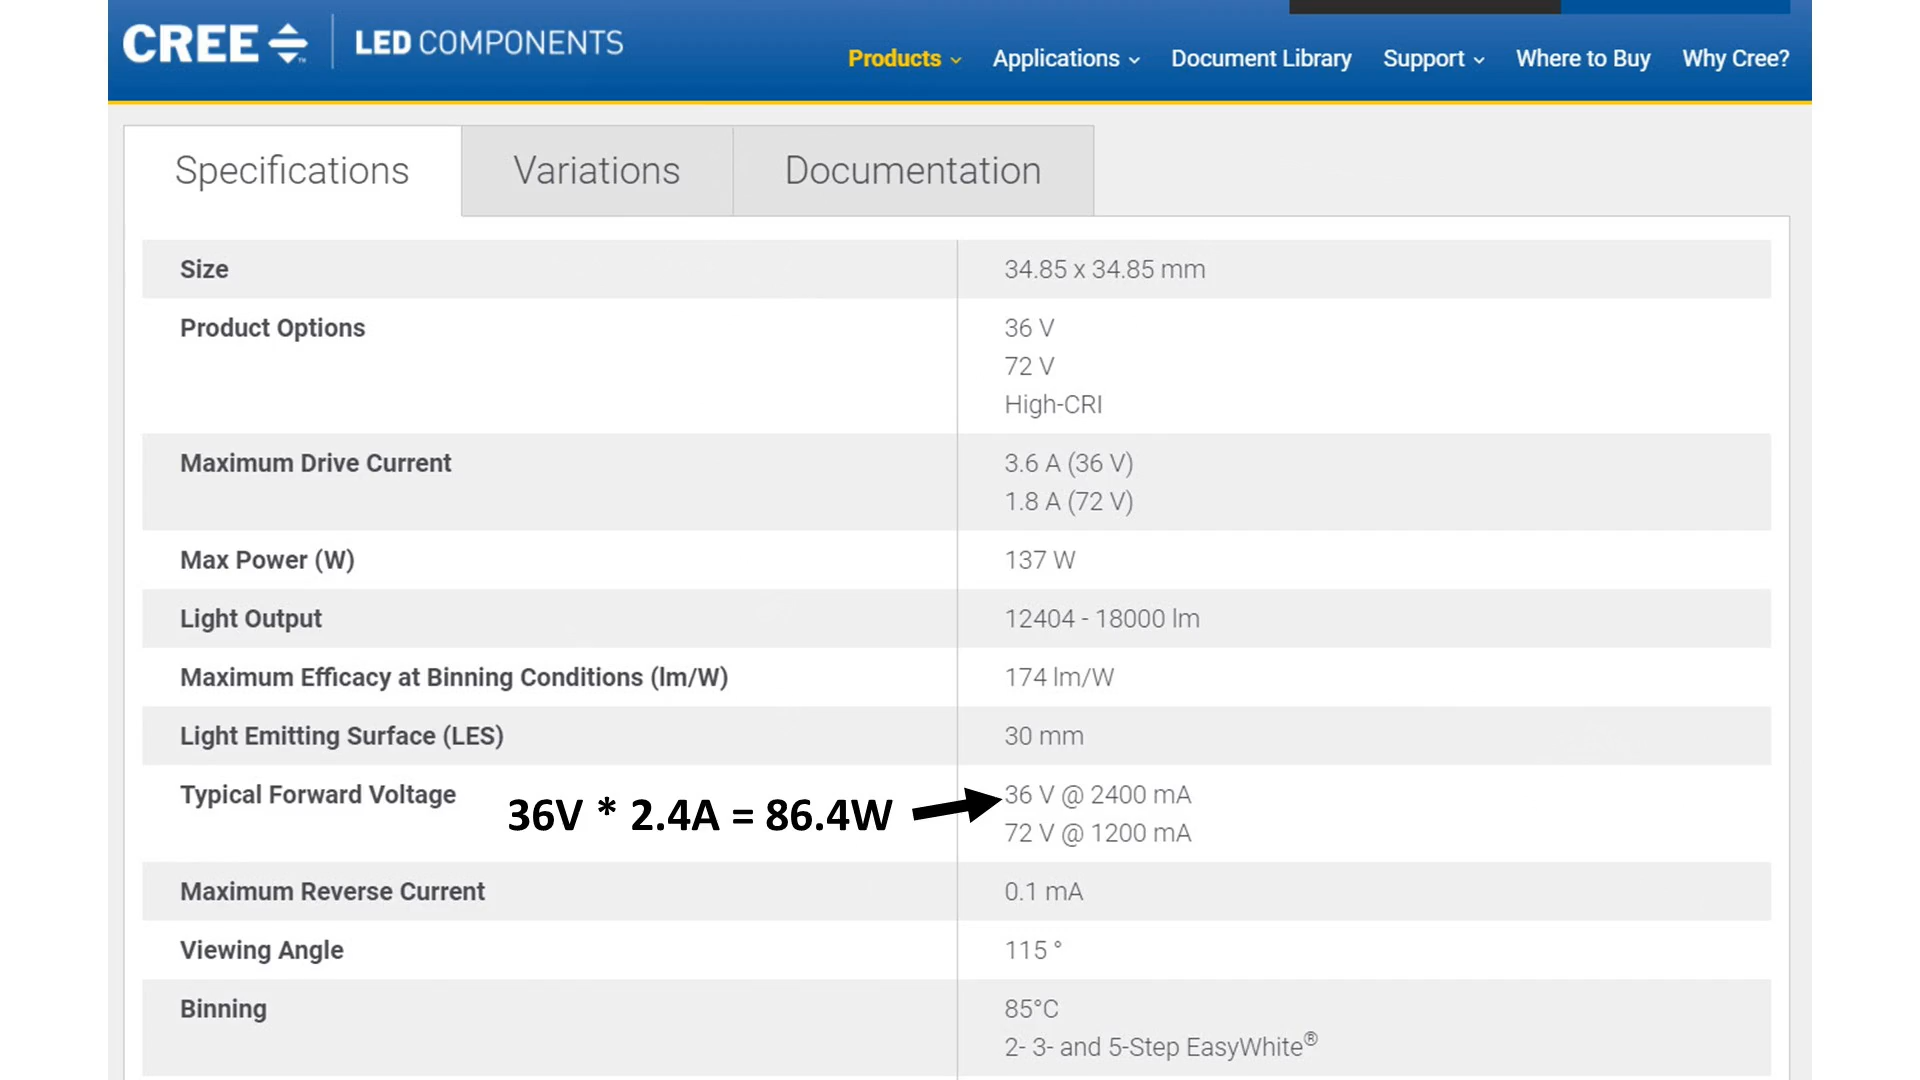 CREE LED COMPONENTS
Products Applications Document Library Support Where to Buy Why Cree?
Specifications Variations Documentation
Size 34.85 x 34.85 mm
Product Options 36 V
72 V
High-CRI
Maximum Drive Current 3.6 A (36 V)
1.8 A (72 V)
Max Power (W) 137 W
Light Output 12404 - 18000 lm
Maximum Efficacy at Binning Conditions (lm/W) 174 lm/W
Light Emitting Surface (LES) 30 mm
Typical Forward Voltage 36 V @ 2400 mA
36V * 2.4A = 86.4W
72 V @ 1200 mA
Maximum Reverse Current 0.1 mA
Viewing Angle 115 °
Binning 85°C
2- 3- and 5-Step EasyWhite®